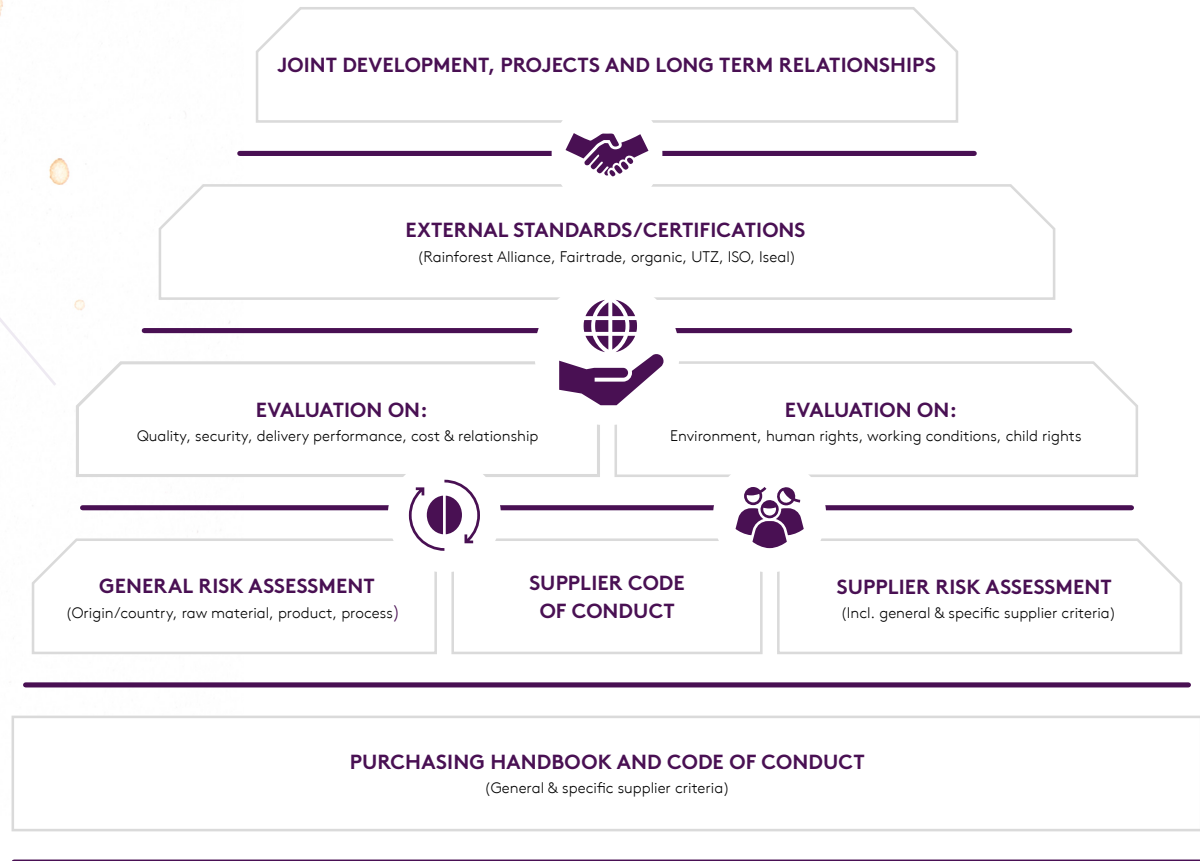 JOINT DEVELOPMENT, PROJECTS AND LONG TERM RELATIONSHIPS
EXTERNAL STANDARDS/CERTIFICATIONS
(Rainforest Alliance, Fairtrade, organic, UTZ, ISO, Iseal)
EVALUATION ON:
Quality, security, delivery performance, cost & relationship
EVALUATION ON:
Environment, human rights, working conditions, child rights
GENERAL RISK ASSESSMENT
(Origin/country, raw material, product, process)
SUPPLIER CODE
OF CONDUCT
SUPPLIER RISK ASSESSMENT
(Incl. general & specific supplier criteria)
PURCHASING HANDBOOK AND CODE OF CONDUCT
(General & specific supplier criteria)